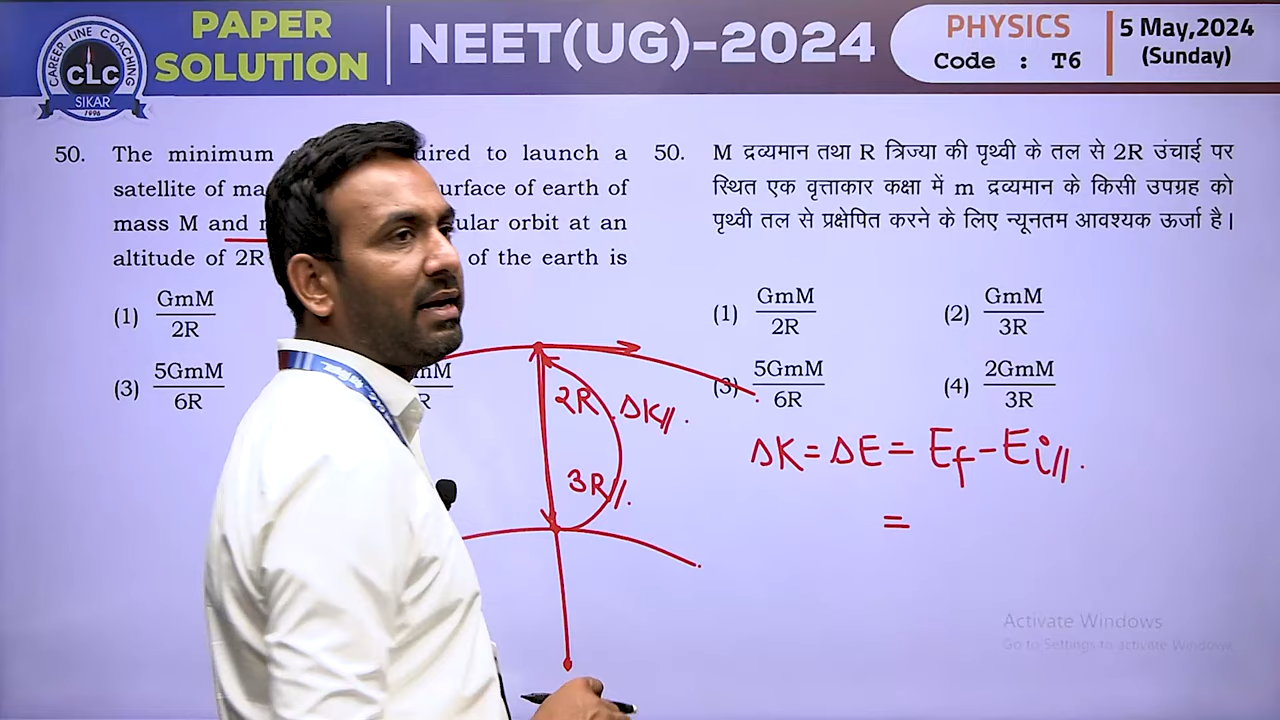 CAREER LINE COACHING
CLC
SIKAR
1996
PAPER
SOLUTION
NEET(UG)-2024
PHYSICS
Code : T6
5 May,2024
(Sunday)
50. The minimum uired to launch a
satellite of ma urface of earth of
mass M and ular orbit at an
altitude of 2R of the earth is
(1) GmM/2R
(3) 5GmM/6R mM/R
50. M द्रव्यमान तथा R त्रिज्या की पृथ्वी के तल से 2R उंचाई पर
स्थित एक वृत्ताकार कक्षा में m द्रव्यमान के किसी उपग्रह को
पृथ्वी तल से प्रक्षेपित करने के लिए न्यूनतम आवश्यक ऊर्जा है।
(1) GmM/2R (2) GmM/3R
(3) 5GmM/6R (4) 2GmM/3R
2R ΔK
3R
ΔK = ΔE = Ef - Ei
=
Activate Windows
Go to Settings to activate Windows.